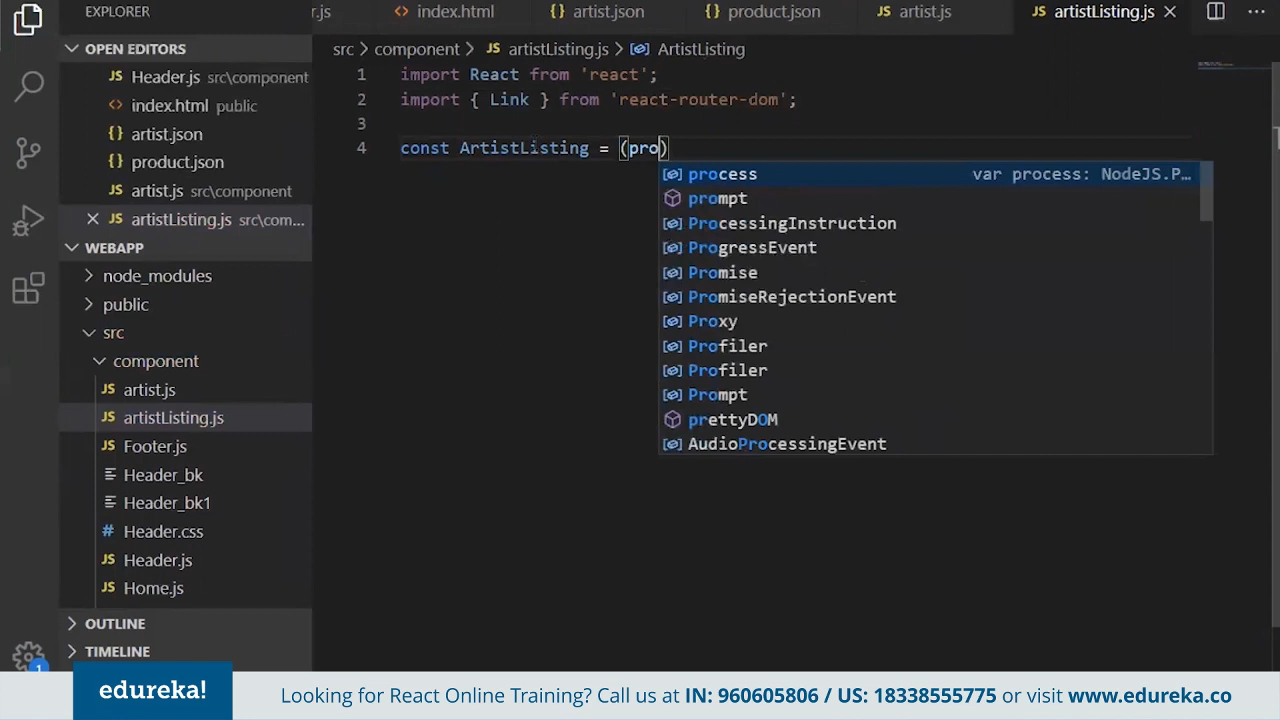 EXPLORER
r.js
index.html
artist.json
product.json
artist.js
artistListing.js
OPEN EDITORS
Header.js src\component
index.html public
artist.json
product.json
artist.js src\component
artistListing.js src\com...
WEBAPP
node_modules
public
src
component
artist.js
artistListing.js
Footer.js
Header_bk
Header_bk1
Header.css
Header.js
Home.js
OUTLINE
TIMELINE
1
src > component > JS artistListing.js > ArtistListing
1 import React from 'react';
2 import { Link } from 'react-router-dom';
3
4 const ArtistListing = (pro)
process var process: NodeJS.P...
prompt
ProcessingInstruction
ProgressEvent
Promise
PromiseRejectionEvent
Proxy
Profiler
Profiler
Prompt
prettyDOM
AudioProcessingEvent
edureka!
Looking for React Online Training? Call us at IN: 960605806 / US: 18338555775 or visit www.edureka.co